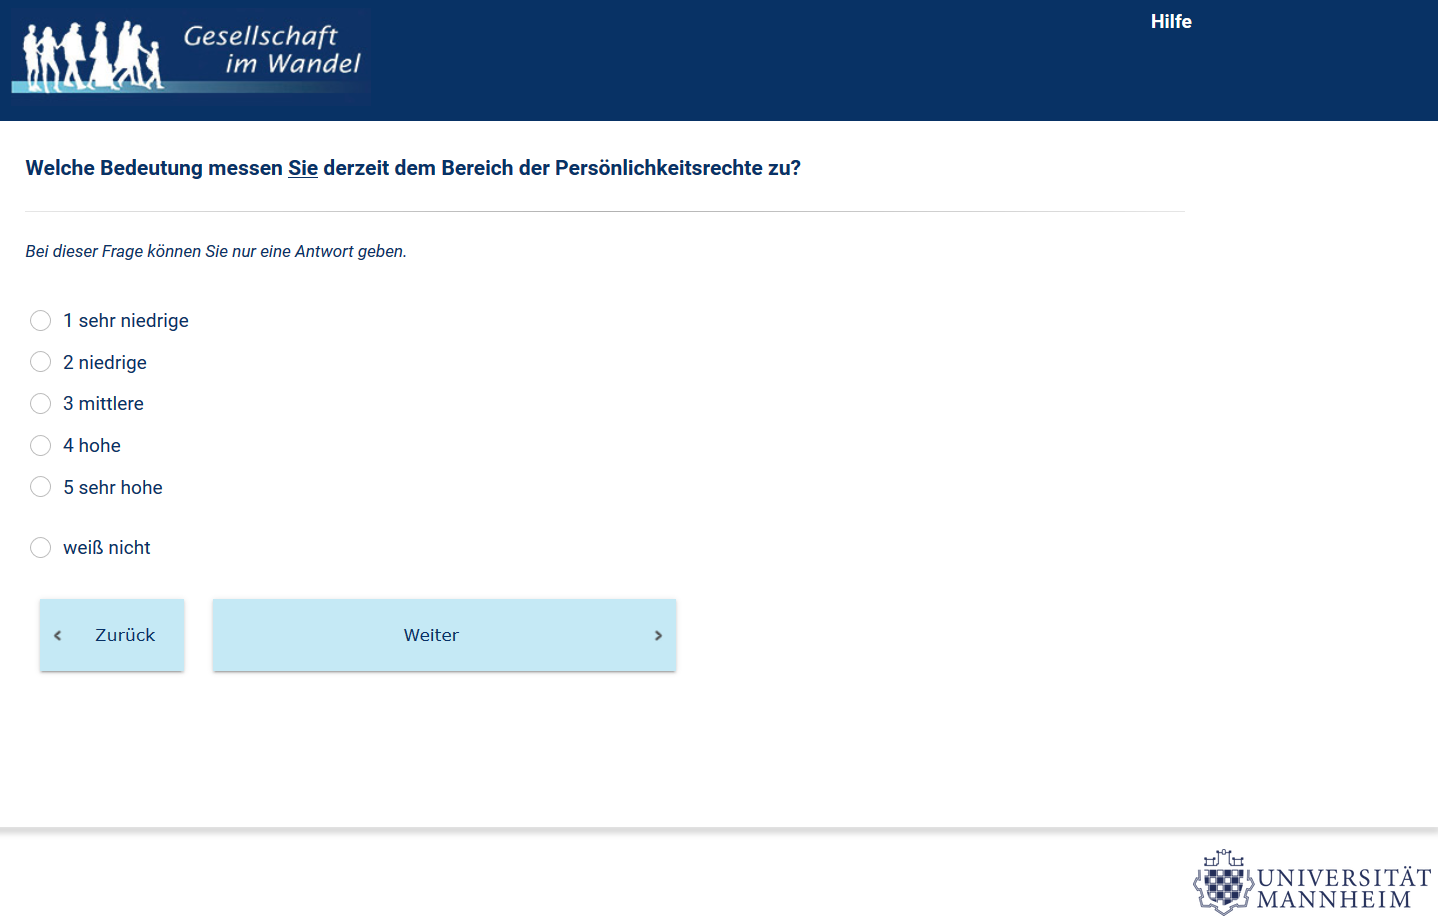 Gesellschaft
im Wandel
Hilfe
Welche Bedeutung messen Sie derzeit dem Bereich der Persönlichkeitsrechte zu?
Bei dieser Frage können Sie nur eine Antwort geben.
1 sehr niedrige
2 niedrige
3 mittlere
4 hohe
5 sehr hohe
weiß nicht
Zurück
Weiter
UNIVERSITÄT
MANNHEIM